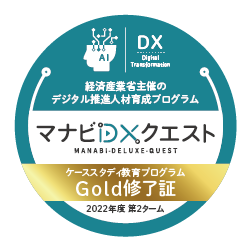 AI
DX
Digital
Transformation
経済産業省主催の
デジタル推進人材育成プログラム
マナビDXクエスト
MANABI-DELUXE-QUEST
ケーススタディ教育プログラム
Gold修了証
2022年度 第2ターム